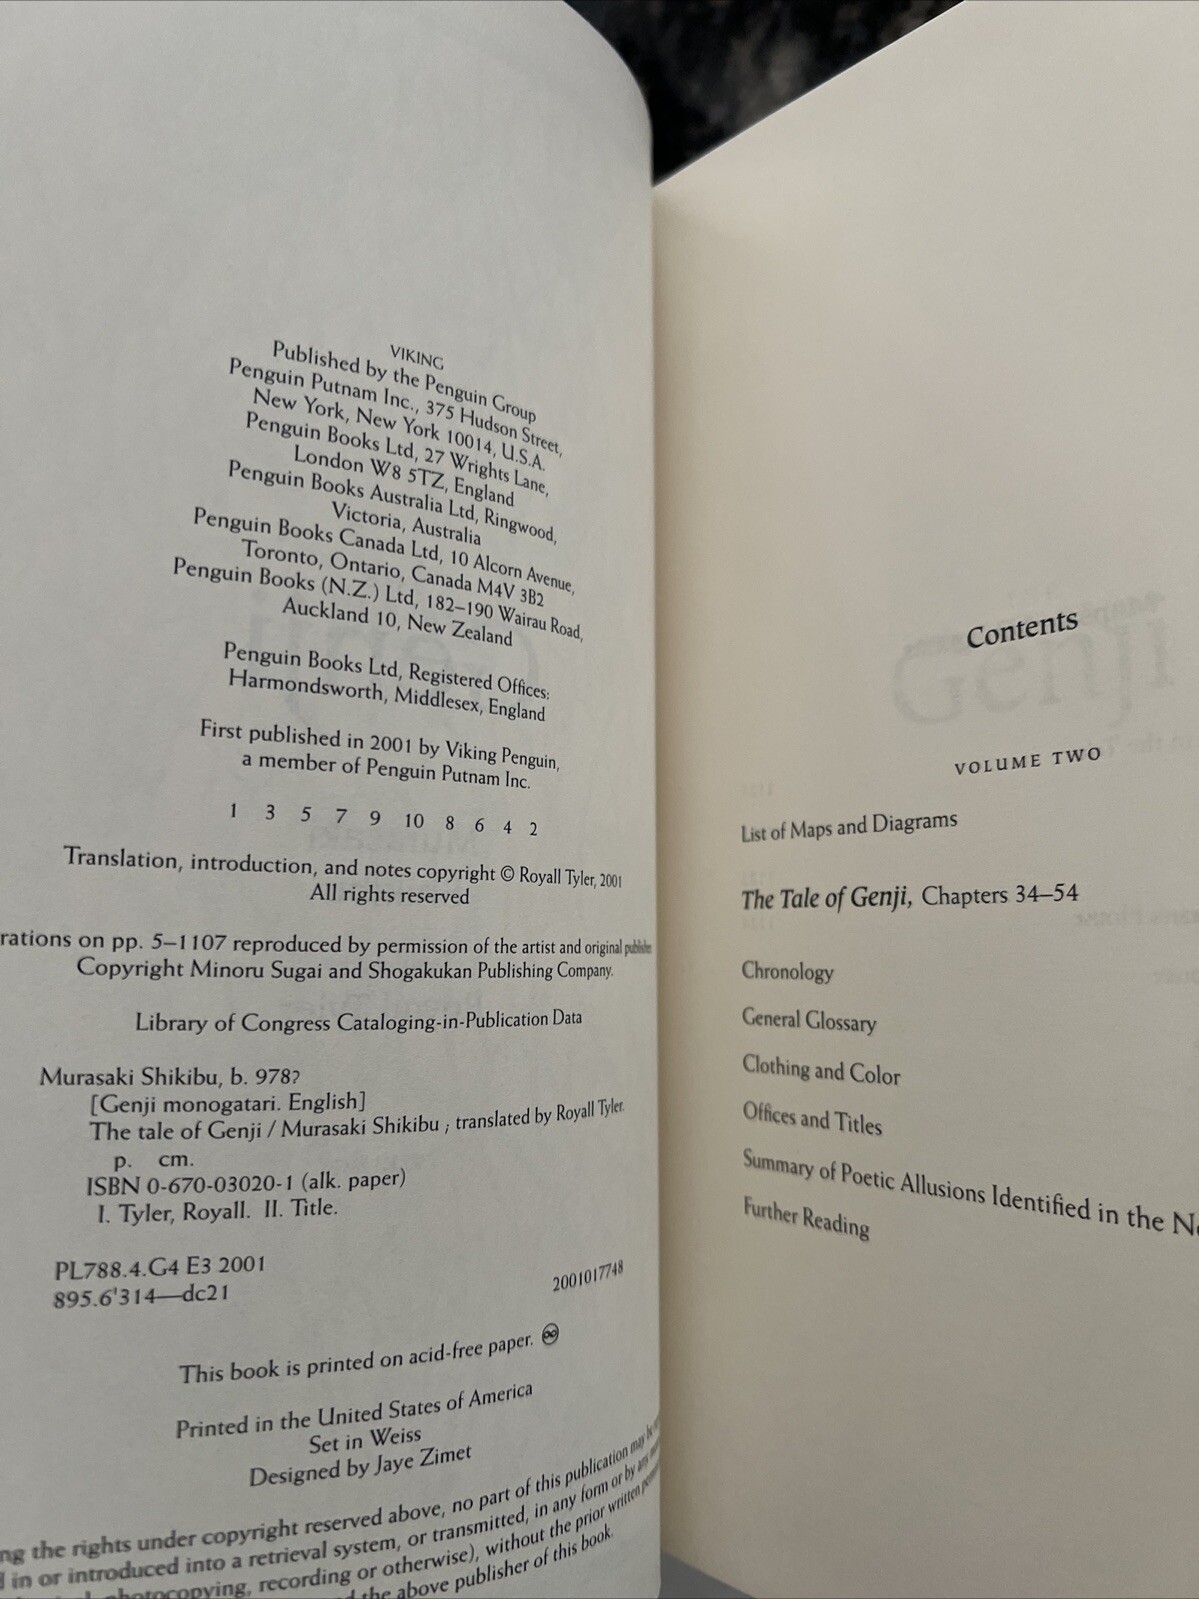 VIKING
Published by the Penguin Group
Penguin Putnam Inc., 375 Hudson Street,
New York, New York 10014, U.S.A.
Penguin Books Ltd, 27 Wrights Lane,
London W8 5TZ, England
Penguin Books Australia Ltd, Ringwood,
Victoria, Australia
Penguin Books Canada Ltd, 10 Alcorn Avenue,
Toronto, Ontario, Canada M4V 3B2
Penguin Books (N.Z.) Ltd, 182–190 Wairau Road,
Auckland 10, New Zealand
Penguin Books Ltd, Registered Offices:
Harmondsworth, Middlesex, England
First published in 2001 by Viking Penguin,
a member of Penguin Putnam Inc.
1 3 5 7 9 10 8 6 4 2
Translation, introduction, and notes copyright © Royall Tyler, 2001
All rights reserved
rations on pp. 5–1107 reproduced by permission of the artist and original
Copyright Minoru Sugai and Shogakukan Publishing Company.
Library of Congress Cataloging-in-Publication Data
Murasaki Shikibu, b. 978?
[Genji monogatari. English]
The tale of Genji / Murasaki Shikibu ; translated by Royall Tyler.
p. cm.
ISBN 0-670-03020-1 (alk. paper)
I. Tyler, Royall. II. Title.
PL788.4.G4 E3 2001
895.6'314—dc21
2001017748
This book is printed on acid-free paper. ♾
Printed in the United States of America
Set in Weiss
Designed by Jaye Zimet
ng the rights under copyright reserved above, no part of this publication may be
d in or introduced into a retrieval system, or transmitted, in any form or by any
photocopying, recording or otherwise), without the prior written
the above publisher of this book.
Contents
VOLUME TWO
List of Maps and Diagrams
The Tale of Genji, Chapters 34–54
Chronology
General Glossary
Clothing and Color
Offices and Titles
Summary of Poetic Allusions Identified in the No
Further Reading